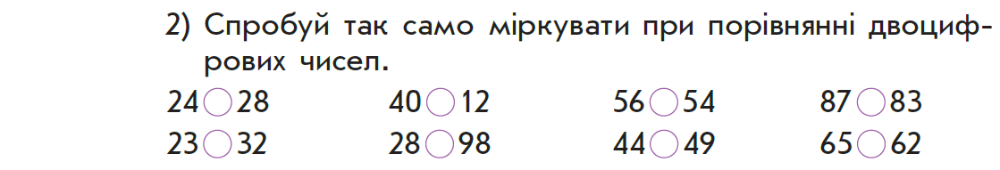 2) Спробуй так само міркувати при порівнянні двоциф-
рових чисел.
24 28 40 12 56 54 87 83
23 32 28 98 44 49 65 62